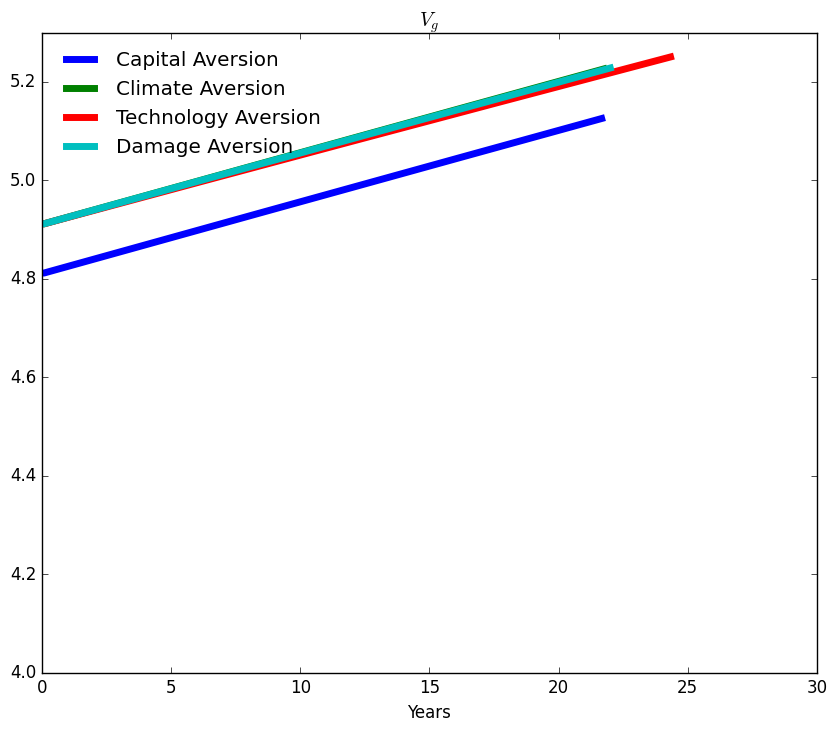 V_g
Capital Aversion
Climate Aversion
Technology Aversion
Damage Aversion
5.2
5.0
4.8
4.6
4.4
4.2
4.0
0 5 10 15 20 25 30
Years